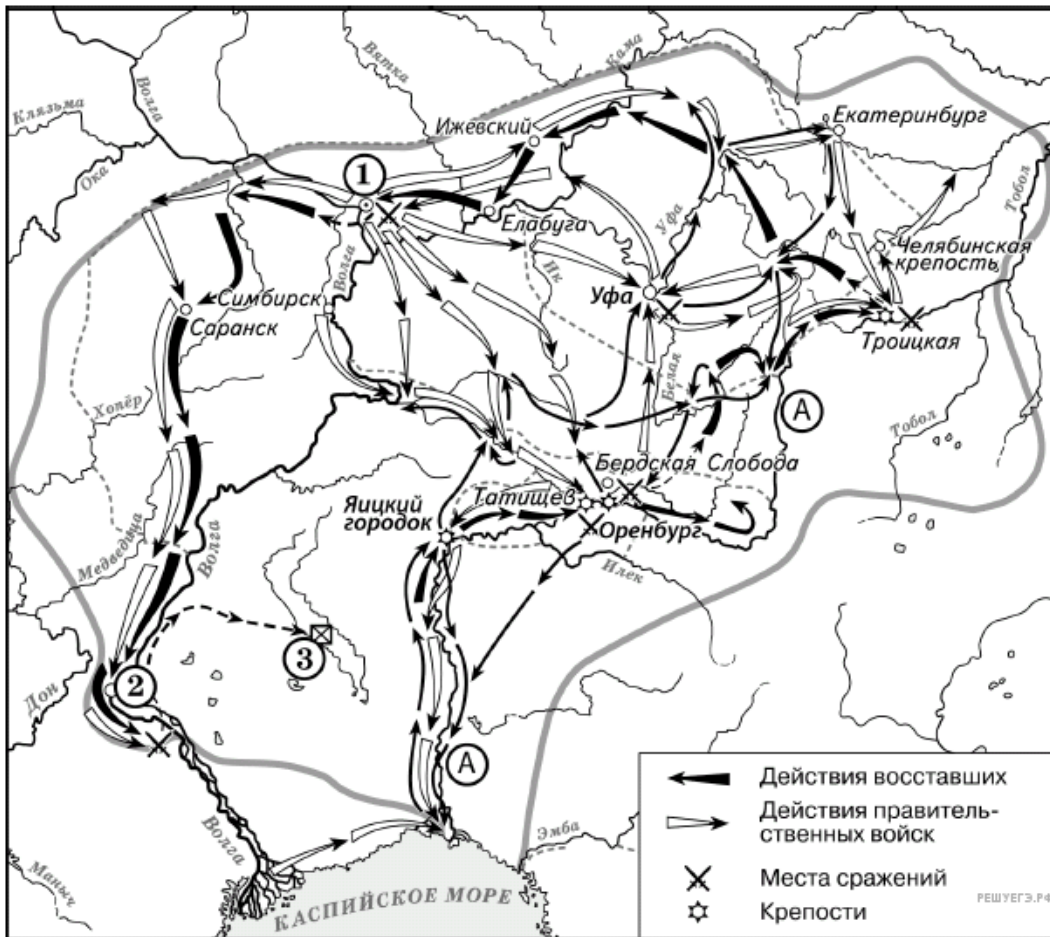 Клязьма
Волга
Вятка
Кама
Ока
Ижевский
Екатеринбург
1
Елабуга
Уфа
Тобол
Волга
Ик
Челябинская
крепость
Симбирск
Саранск
Уфа
Троицкая
Белая
А
Хопёр
Тобол
Бердская Слобода
Татищев
Яицкий
городок
Оренбург
Медведица
Волга
Илек
3
2
Дон
А
Волга
Эмба
Маныч
КАСПИЙСКОЕ МОРЕ
Действия восставших
Действия правитель-
ственных войск
Места сражений
Крепости
РЕШУЕГЭ.РФ